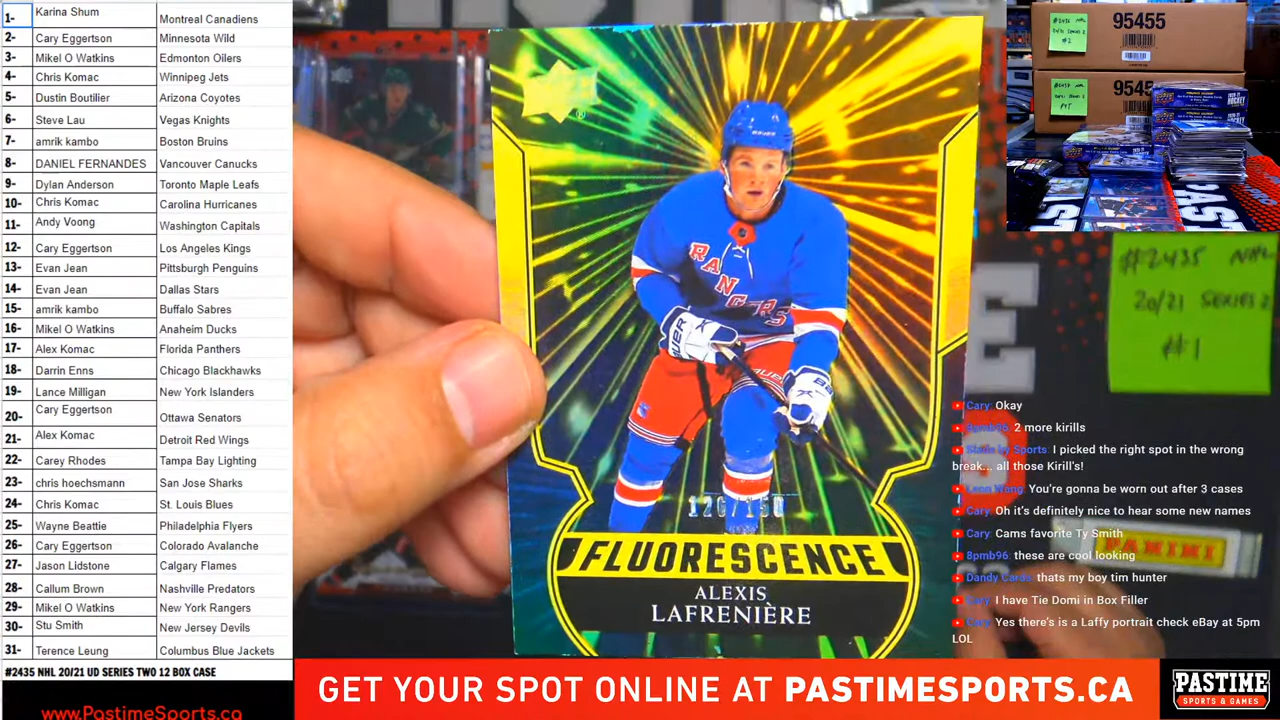 1- Karina Shum Montreal Canadiens
2- Cary Eggertson Minnesota Wild
3- Mikel O Watkins Edmonton Oilers
4- Chris Komac Winnipeg Jets
5- Dustin Boutilier Arizona Coyotes
6- Steve Lau Vegas Knights
7- amrik kambo Boston Bruins
8- DANIEL FERNANDES Vancouver Canucks
9- Dylan Anderson Toronto Maple Leafs
10- Chris Komac Carolina Hurricanes
11- Andy Voong Washington Capitals
12- Cary Eggertson Los Angeles Kings
13- Evan Jean Pittsburgh Penguins
14- Evan Jean Dallas Stars
15- amrik kambo Buffalo Sabres
16- Mikel O Watkins Anaheim Ducks
17- Alex Komac Florida Panthers
18- Darrin Enns Chicago Blackhawks
19- Lance Milligan New York Islanders
20- Cary Eggertson Ottawa Senators
21- Alex Komac Detroit Red Wings
22- Carey Rhodes Tampa Bay Lighting
23- chris hoechsmann San Jose Sharks
24- Chris Komac St. Louis Blues
25- Wayne Beattie Philadelphia Flyers
26- Cary Eggertson Colorado Avalanche
27- Jason Lidstone Calgary Flames
28- Callum Brown Nashville Predators
29- Mikel O Watkins New York Rangers
30- Stu Smith New Jersey Devils
31- Terence Leung Columbus Blue Jackets
#2435 NHL 20/21 UD SERIES TWO 12 BOX CASE
www.PastimeSports.ca
RANGERS
BAUER
FLUORESCENCE
ALEXIS
LAFRENIÈRE
95455
#2435 NHL
20/21 SERIES 2
#1
PANINI
Cary: Okay
8pmb96: 2 more kirills
Sports: I picked the right spot in the wrong
break... all those Kirill's!
Leon Wang: You're gonna be worn out after 3 cases
Cary: Oh it's definitely nice to hear some new names
Cary: Cams favorite Ty Smith
8pmb96: these are cool looking
Dandy Cards: thats my boy tim hunter
Cary: I have Tie Domi in Box Filler
Cary: Yes there's is a Laffy portrait check eBay at 5pm
LOL
GET YOUR SPOT ONLINE AT PASTIMESPORTS.CA
PASTIME
SPORTS & GAMES